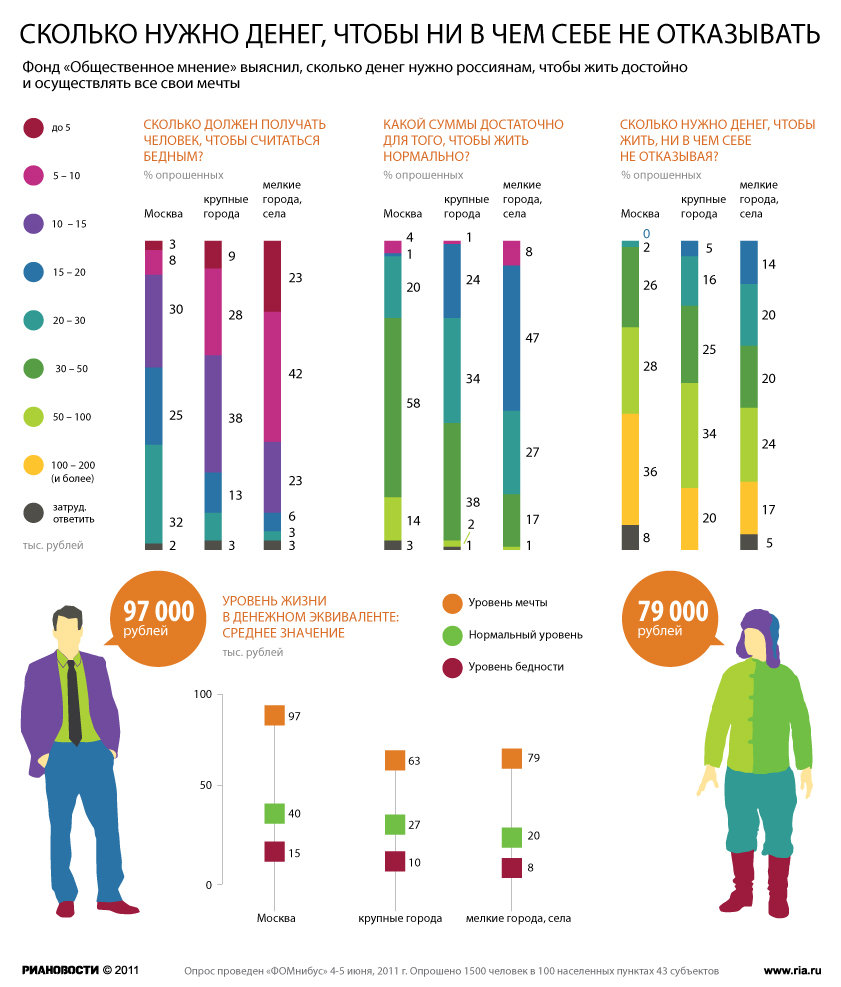 СКОЛЬКО НУЖНО ДЕНЕГ, ЧТОБЫ НИ В ЧЕМ СЕБЕ НЕ ОТКАЗЫВАТЬ
Фонд «Общественное мнение» выяснил, сколько денег нужно россиянам, чтобы жить достойно
и осуществлять все свои мечты
до 5
5 – 10
10 – 15
15 – 20
20 – 30
30 – 50
50 – 100
100 – 200
(и более)
затруд.
ответить
тыс. рублей
СКОЛЬКО ДОЛЖЕН ПОЛУЧАТЬ
ЧЕЛОВЕК, ЧТОБЫ СЧИТАТЬСЯ
БЕДНЫМ?
% опрошенных
Москва
крупные
города
мелкие
города,
села
3
8
30
25
32
2
9
28
38
13
3
23
42
23
6
3
3
КАКОЙ СУММЫ ДОСТАТОЧНО
ДЛЯ ТОГО, ЧТОБЫ ЖИТЬ
НОРМАЛЬНО?
% опрошенных
Москва
крупные
города
мелкие
города,
села
4
1
20
58
14
3
1
24
34
38
2
1
8
47
27
17
1
СКОЛЬКО НУЖНО ДЕНЕГ, ЧТОБЫ
ЖИТЬ, НИ В ЧЕМ СЕБЕ
НЕ ОТКАЗЫВАЯ?
% опрошенных
Москва
крупные
города
мелкие
города,
села
0
2
26
28
36
8
5
16
25
34
20
14
20
20
24
17
5
97 000
рублей
УРОВЕНЬ ЖИЗНИ
В ДЕНЕЖНОМ ЭКВИВАЛЕНТЕ:
СРЕДНЕЕ ЗНАЧЕНИЕ
тыс. рублей
Уровень мечты
Нормальный уровень
Уровень бедности
79 000
рублей
100
50
0
97
40
15
63
27
10
79
20
8
Москва
крупные города
мелкие города, села
РИАНОВОСТИ © 2011
Опрос проведен «ФОМнибус» 4-5 июня, 2011 г. Опрошено 1500 человек в 100 населенных пунктах 43 субъектов
www.ria.ru